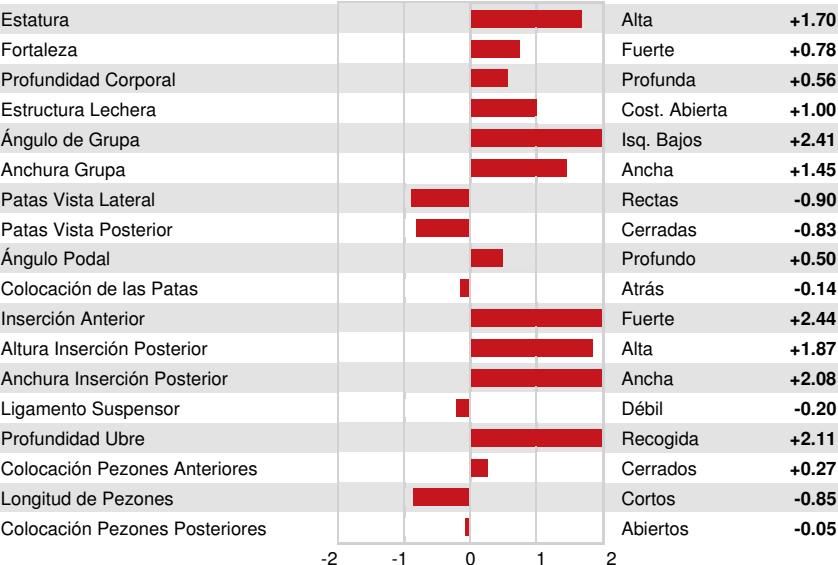 Estatura Alta +1.70
Fortaleza Fuerte +0.78
Profundidad Corporal Profunda +0.56
Estructura Lechera Cost. Abierta +1.00
Ángulo de Grupa Isq. Bajos +2.41
Anchura Grupa Ancha +1.45
Patas Vista Lateral Rectas -0.90
Patas Vista Posterior Cerradas -0.83
Ángulo Podal Profundo +0.50
Colocación de las Patas Atrás -0.14
Inserción Anterior Fuerte +2.44
Altura Inserción Posterior Alta +1.87
Anchura Inserción Posterior Ancha +2.08
Ligamento Suspensor Débil -0.20
Profundidad Ubre Recogida +2.11
Colocación Pezones Anteriores Cerrados +0.27
Longitud de Pezones Cortos -0.85
Colocación Pezones Posteriores Abiertos -0.05
-2 -1 0 1 2